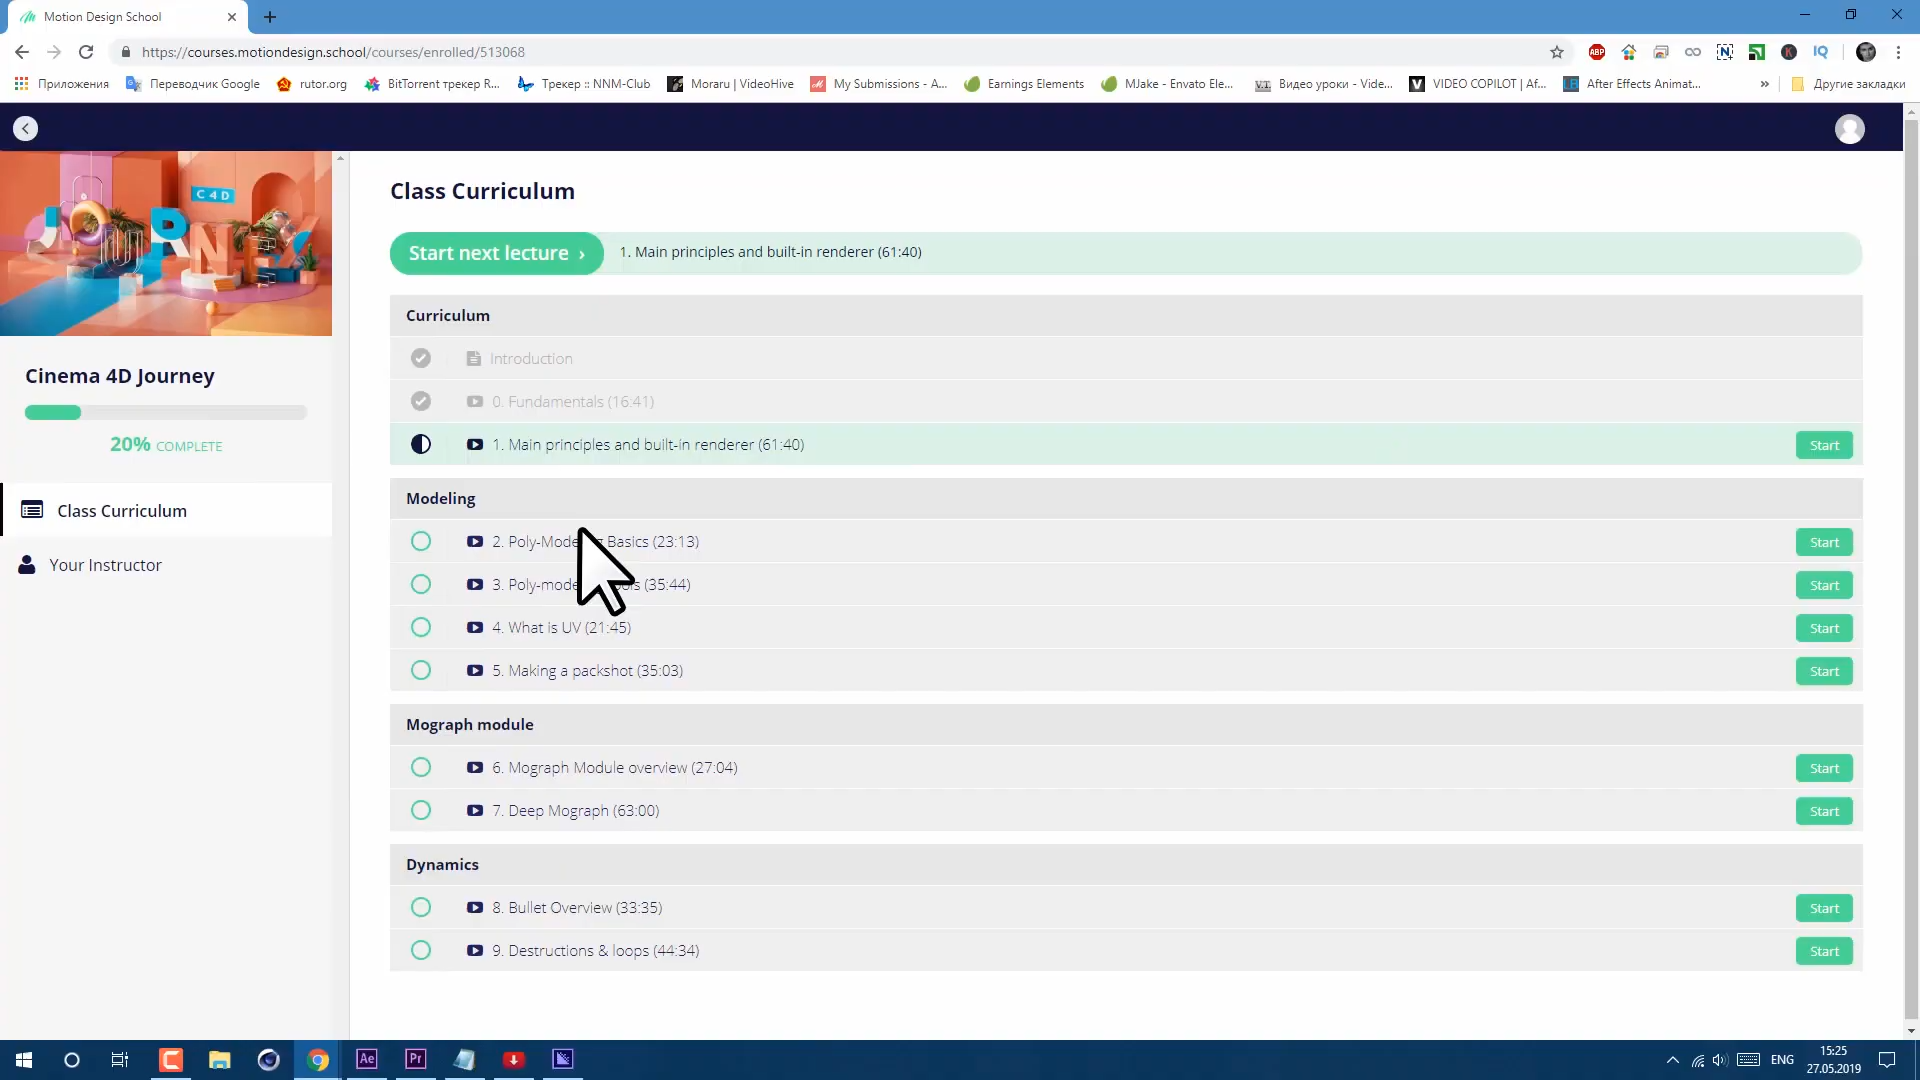 Motion Design School
https://courses.motiondesign.school/courses/enrolled/513068
ABP
N
K
IQ
Приложения
Переводчик Google
rutor.org
BitTorrent трекер R...
Трекер :: NNM-Club
Moraru | VideoHive
My Submissions - A...
Earnings Elements
MJake - Envato Ele...
Видео уроки - Vide...
VIDEO COPILOT | Af...
After Effects Animat...
Другие закладки
C4D
JOURNEY
Cinema 4D Journey
20% COMPLETE
Class Curriculum
Your Instructor
Class Curriculum
Start next lecture ›
1. Main principles and built-in renderer (61:40)
Curriculum
Introduction
0. Fundamentals (16:41)
1. Main principles and built-in renderer (61:40)
Start
Modeling
2. Poly-Mode Basics (23:13)
Start
3. Poly-mode (35:44)
Start
4. What is UV (21:45)
Start
5. Making a packshot (35:03)
Start
Mograph module
6. Mograph Module overview (27:04)
Start
7. Deep Mograph (63:00)
Start
Dynamics
8. Bullet Overview (33:35)
Start
9. Destructions & loops (44:34)
Start
Ae
Pr
ENG
15:25
27.05.2019